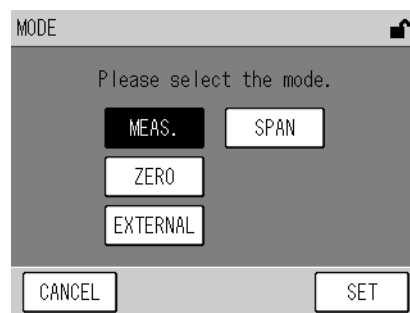 MODE
Please select the mode.
MEAS. SPAN
ZERO
EXTERNAL
CANCEL SET